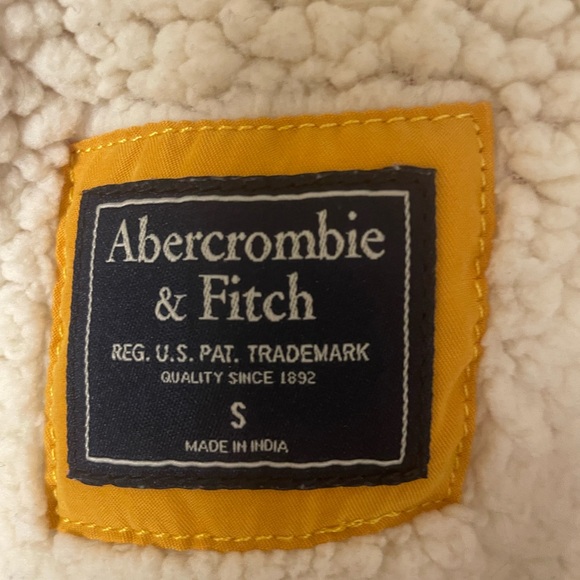 Abercrombie
& Fitch
REG. U.S. PAT. TRADEMARK
QUALITY SINCE 1892
S
MADE IN INDIA